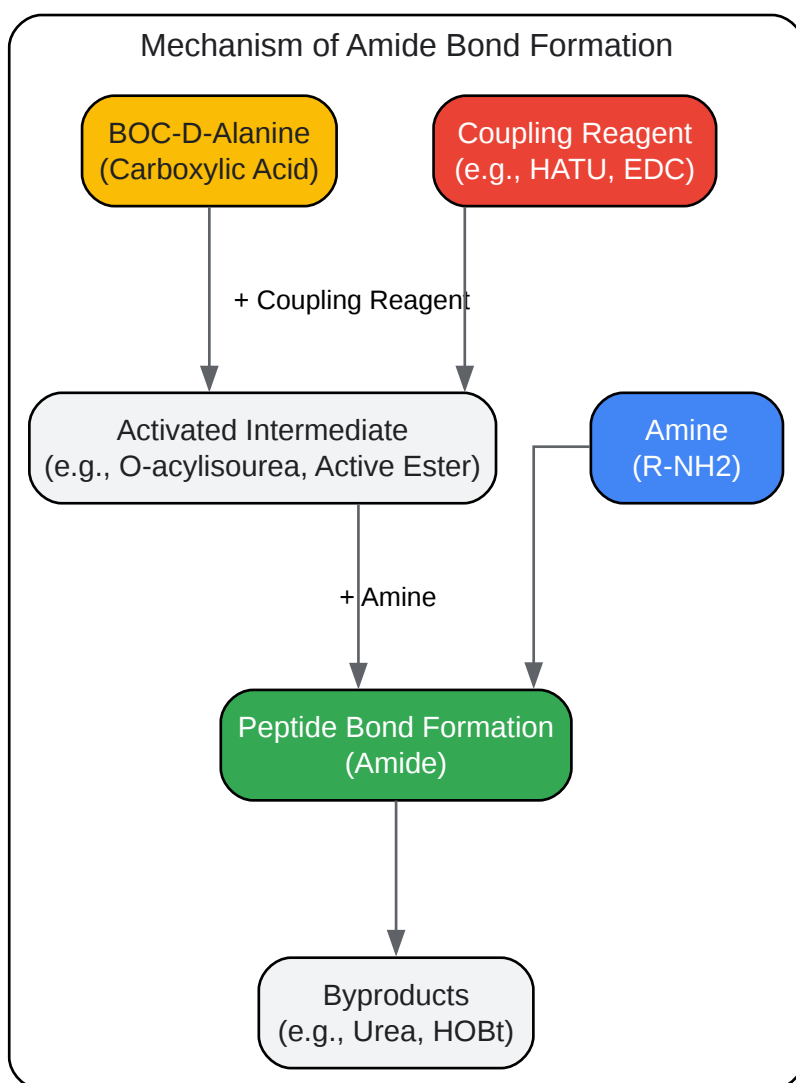 Mechanism of Amide Bond Formation
BOC-D-Alanine
(Carboxylic Acid)
Coupling Reagent
(e.g., HATU, EDC)
+ Coupling Reagent
Activated Intermediate
(e.g., O-acylisourea, Active Ester)
Amine
(R-NH2)
+ Amine
Peptide Bond Formation
(Amide)
Byproducts
(e.g., Urea, HOBt)